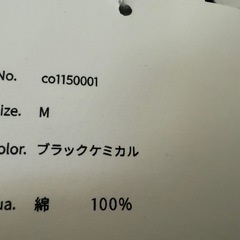 No. co1150001
ize. M
olor. ブラックケミカル
ua. 綿 100%